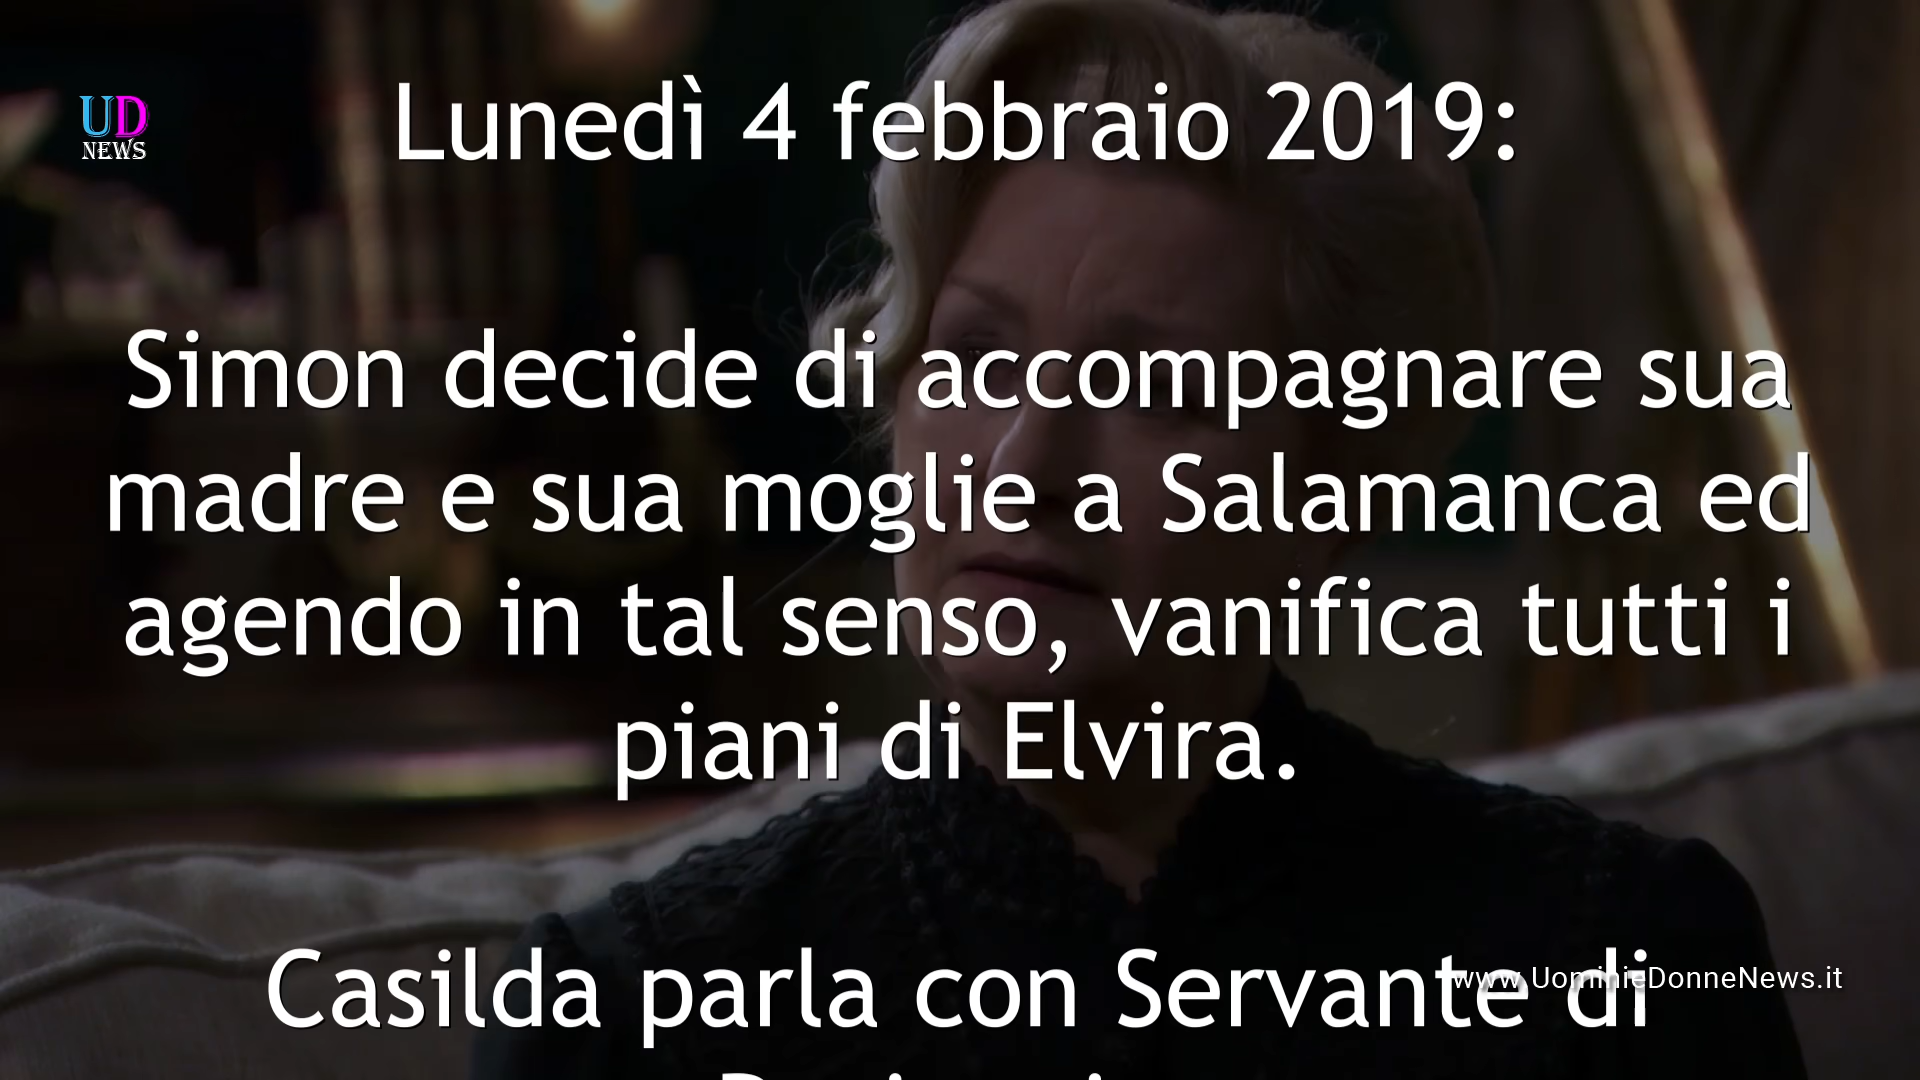 UD
NEWS
Lunedì 4 febbraio 2019:
Simon decide di accompagnare sua
madre e sua moglie a Salamanca ed
agendo in tal senso, vanifica tutti i
piani di Elvira.
Casilda parla con Servante di
www.UominieDonneNews.it